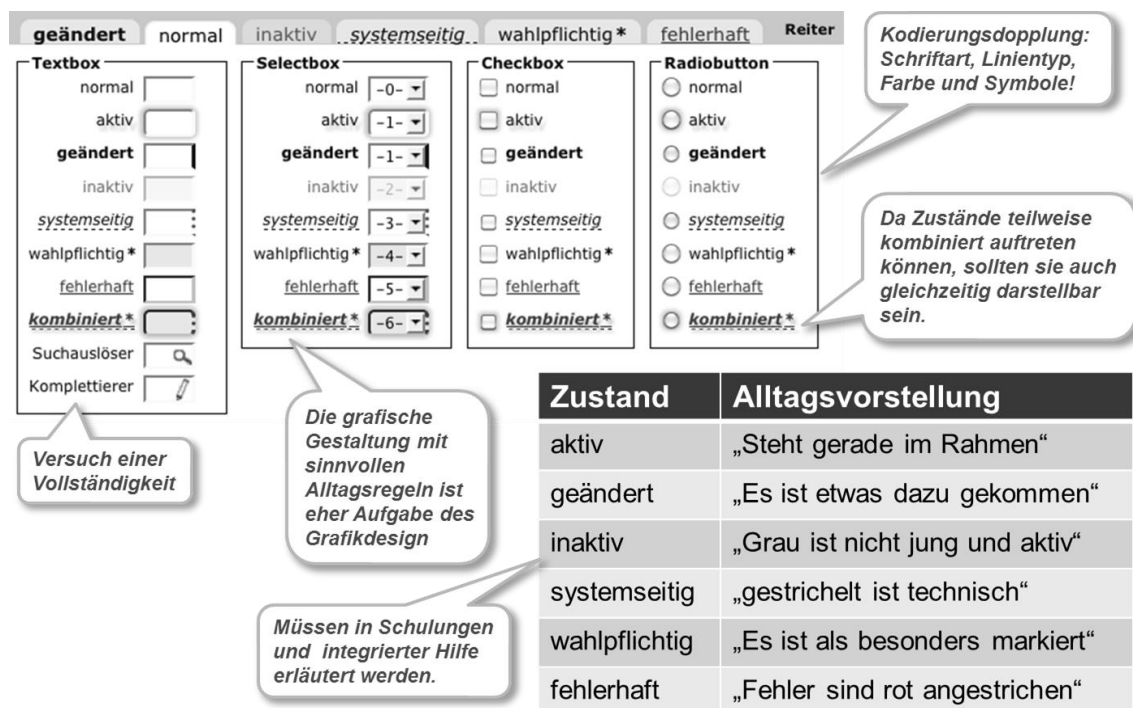 geändert normal inaktiv systemseitig wahlpflichtig* fehlerhaft Reiter
Textbox
normal
aktiv
geändert
inaktiv
systemseitig
wahlpflichtig*
fehlerhaft
kombiniert*
Suchauslöser
Komplettierer
Selectbox
normal -0-
aktiv -1-
geändert -1-
inaktiv -2-
systemseitig -3-
wahlpflichtig* -4-
fehlerhaft -5-
kombiniert* -6-
Checkbox
normal
aktiv
geändert
inaktiv
systemseitig
wahlpflichtig*
fehlerhaft
kombiniert*
Radiobutton
normal
aktiv
geändert
inaktiv
systemseitig
wahlpflichtig*
fehlerhaft
kombiniert*
Kodierungsdopplung:
Schriftart, Linientyp,
Farbe und Symbole!
Da Zustände teilweise
kombiniert auftreten
können, sollten sie auch
gleichzeitig darstellbar
sein.
Versuch einer
Vollständigkeit
Die grafische
Gestaltung mit
sinnvollen
Alltagsregeln ist
eher Aufgabe des
Grafikdesign
Müssen in Schulungen
und integrierter Hilfe
erläutert werden.
Zustand Alltagsvorstellung
aktiv „Steht gerade im Rahmen“
geändert „Es ist etwas dazu gekommen“
inaktiv „Grau ist nicht jung und aktiv“
systemseitig „gestrichelt ist technisch“
wahlpflichtig „Es ist als besonders markiert“
fehlerhaft „Fehler sind rot angestrichen“